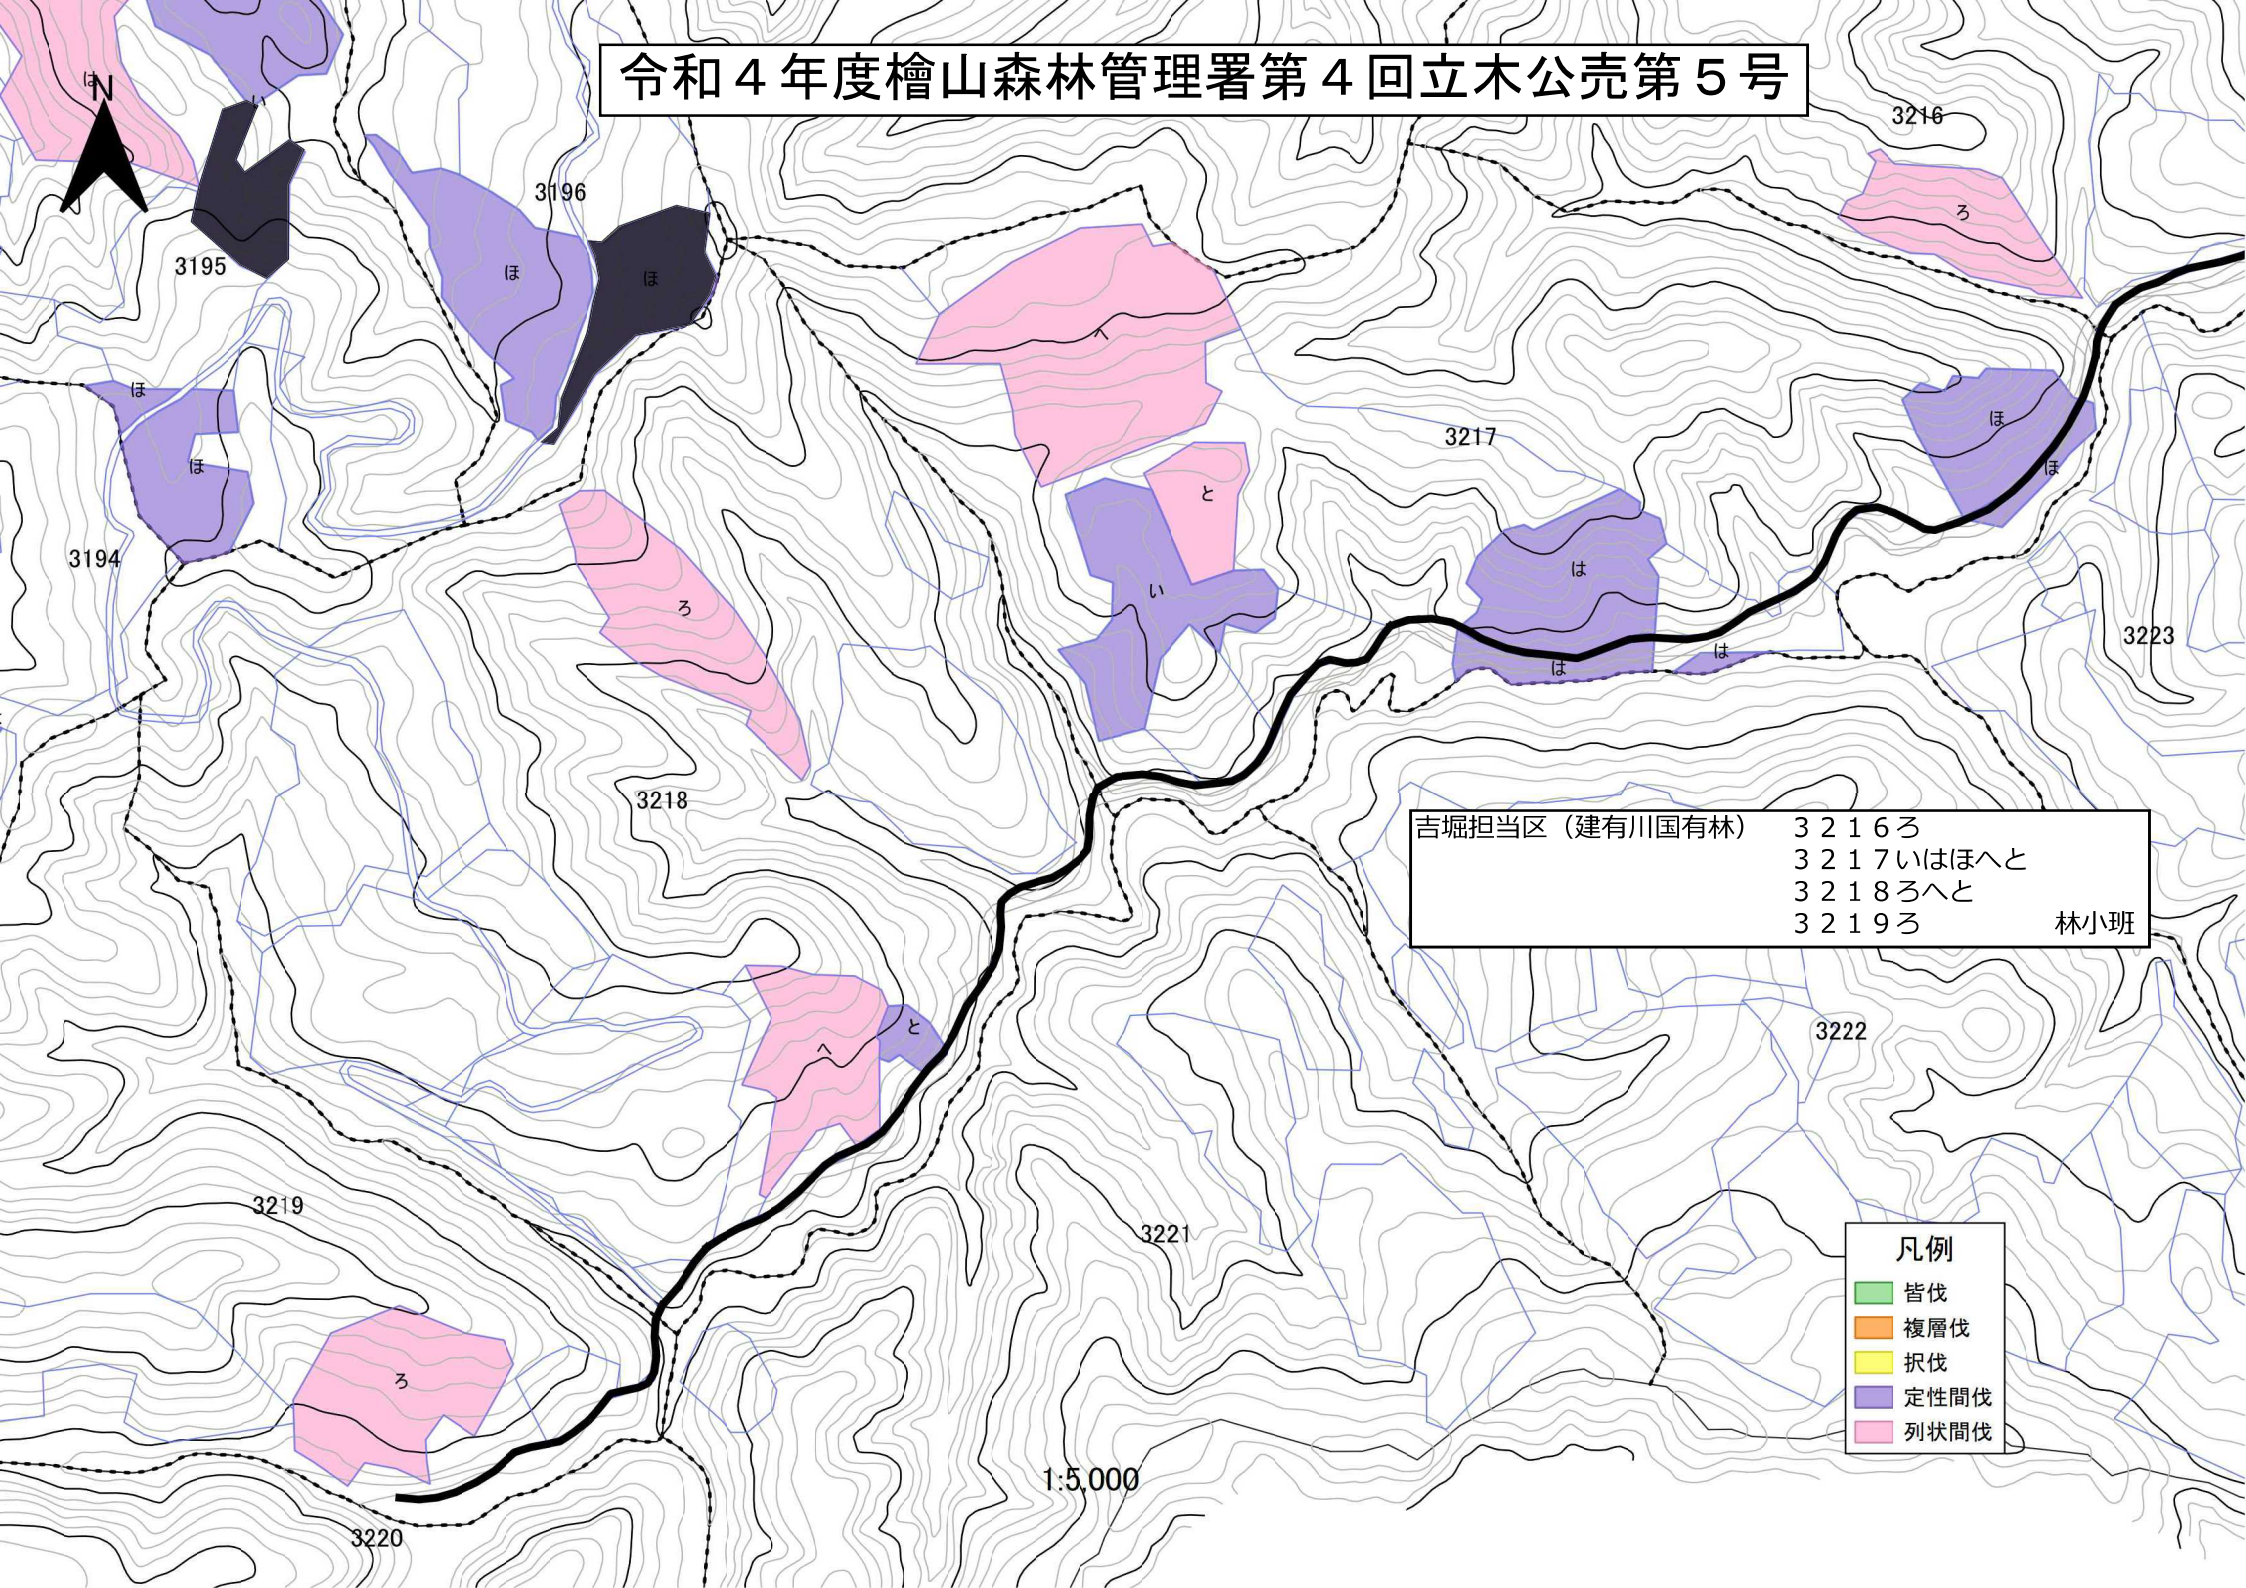 令和４年度檜山森林管理署第４回立木公売第５号
は
N
い
3216
3196
ろ
3195
ほ
ほ
へ
ほ
ほ
3217
ほ
ほ
と
3194
い
は
ろ
3223
は
は
3218
吉堀担当区（建有川国有林）　３２１６ろ
３２１７いはほへと
３２１８ろへと
３２１９ろ　林小班
と
へ
3222
3219
3221
凡例
皆伐
複層伐
択伐
定性間伐
列状間伐
ろ
1:5,000
3220